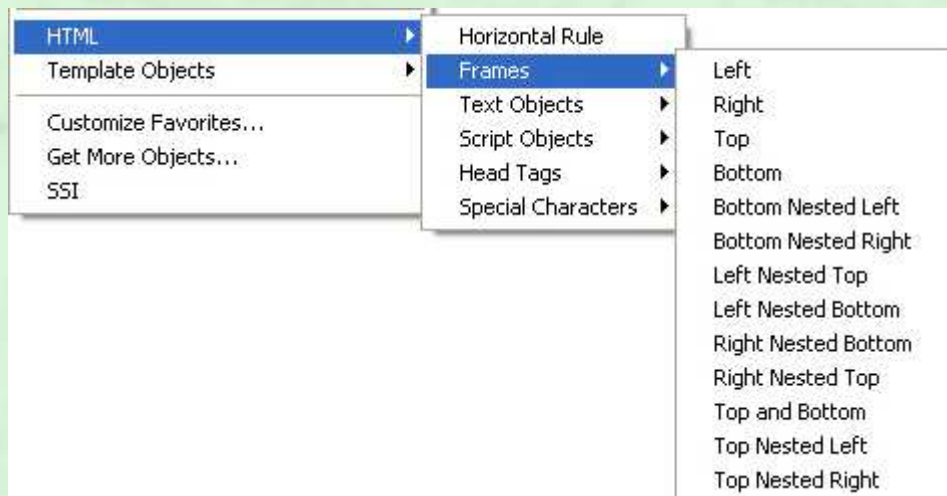 HTML
Template Objects
Customize Favorites...
Get More Objects...
SSI
Horizontal Rule
Frames
Text Objects
Script Objects
Head Tags
Special Characters
Left
Right
Top
Bottom
Bottom Nested Left
Bottom Nested Right
Left Nested Top
Left Nested Bottom
Right Nested Bottom
Right Nested Top
Top and Bottom
Top Nested Left
Top Nested Right